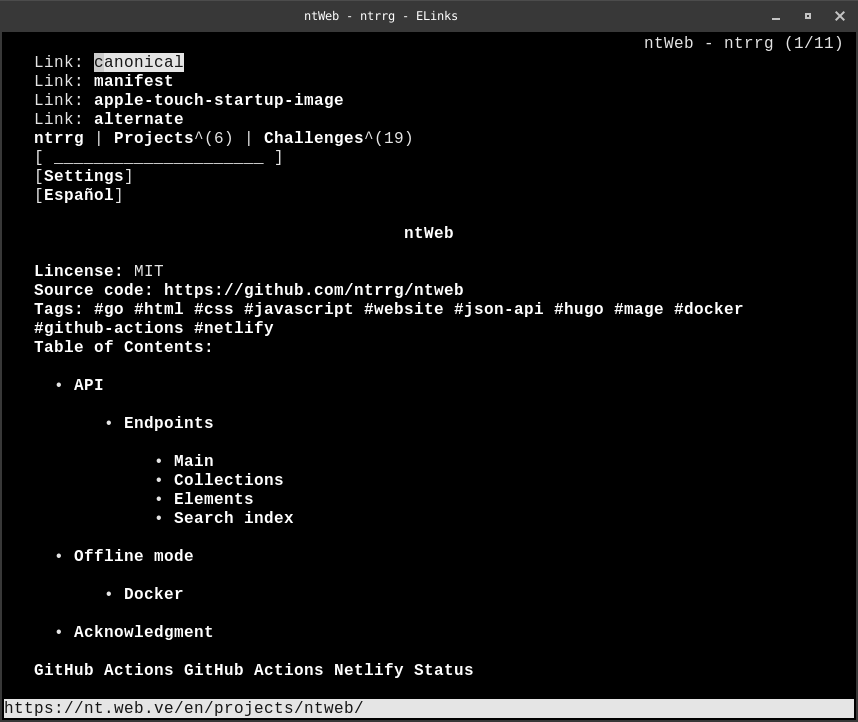 ntWeb - ntrrg - ELinks
ntWeb - ntrrg (1/11)
Link: canonical
Link: manifest
Link: apple-touch-startup-image
Link: alternate
ntrrg | Projects^(6) | Challenges^(19)
[ _____________________ ]
[Settings]
[Español]
ntWeb
Lincense: MIT
Source code: https://github.com/ntrrg/ntweb
Tags: #go #html #css #javascript #website #json-api #hugo #mage #docker
#github-actions #netlify
Table of Contents:
• API
• Endpoints
• Main
• Collections
• Elements
• Search index
• Offline mode
• Docker
• Acknowledgment
GitHub Actions GitHub Actions Netlify Status
https://nt.web.ve/en/projects/ntweb/